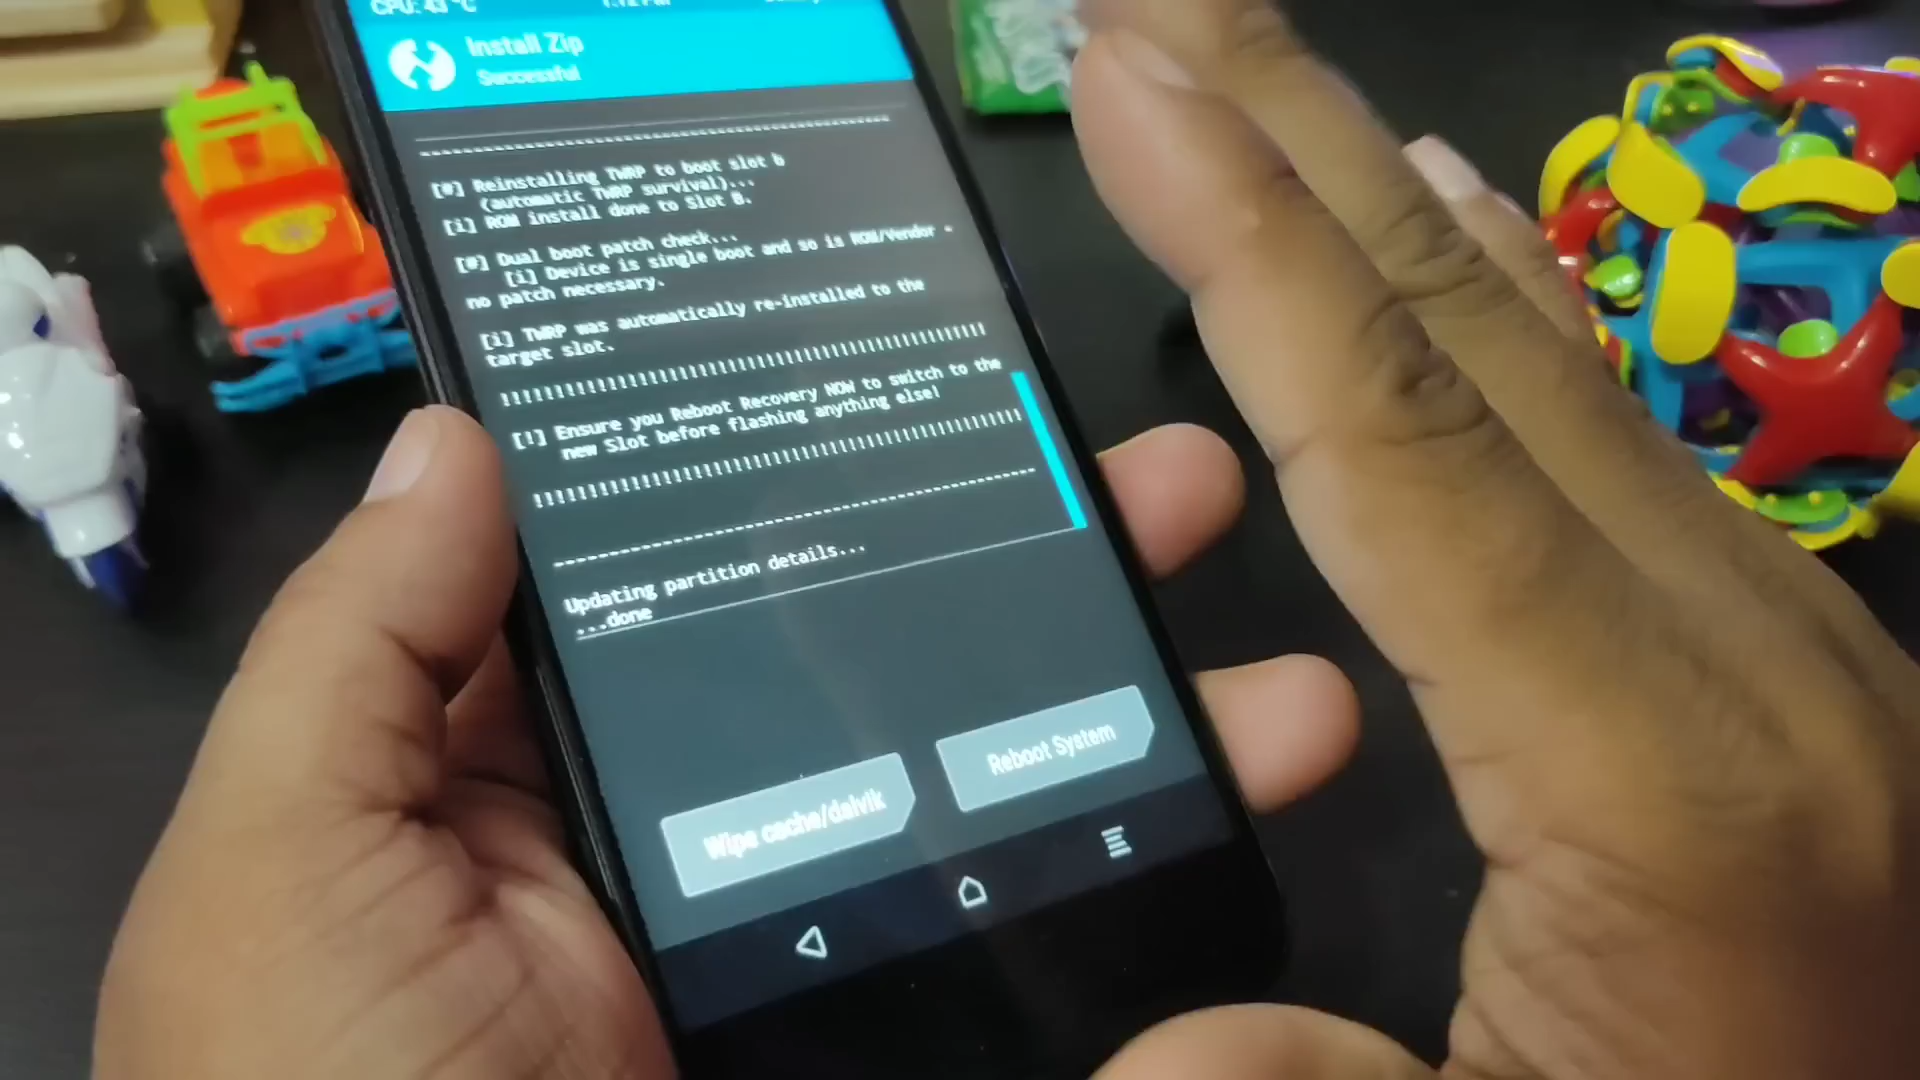 CPU: 43 °C
Install Zip
Successful
[#] Reinstalling TWRP to boot slot b
(automatic TWRP survival)...
[i] ROM install done to Slot B.
[#] Dual boot patch check...
[i] Device is single boot and so is ROM/Vendor -
no patch necessary.
[i] TWRP was automatically re-installed to the
target slot.
!!!!!!!!!!!!!!!!!!!!!!!!!!!!!!!!!!!!!!!!!!!!!!!!
[!] Ensure you Reboot Recovery NOW to switch to the
new Slot before flashing anything else!
!!!!!!!!!!!!!!!!!!!!!!!!!!!!!!!!!!!!!!!!!!!!!!!!
Updating partition details...
...done
Wipe cache/dalvik
Reboot System